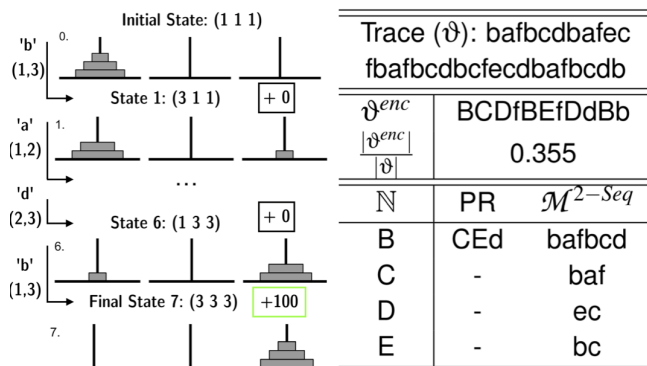 Initial State: (1 1 1)
'b'
(1,3)
0.
State 1: (3 1 1)
+ 0
'a'
(1,2)
1.
...
'd'
(2,3)
State 6: (1 3 3)
+ 0
'b'
(1,3)
6.
Final State 7: (3 3 3)
+100
7.
Trace (ϑ): bafbcdbafec
fbafbcdbcfecdbafbcdb
ϑ^enc BCDfBEfDdBb
|ϑ^enc|
|ϑ| 0.355
ℕ PR ℳ^2−Seq
B CEd bafbcd
C - baf
D - ec
E - bc